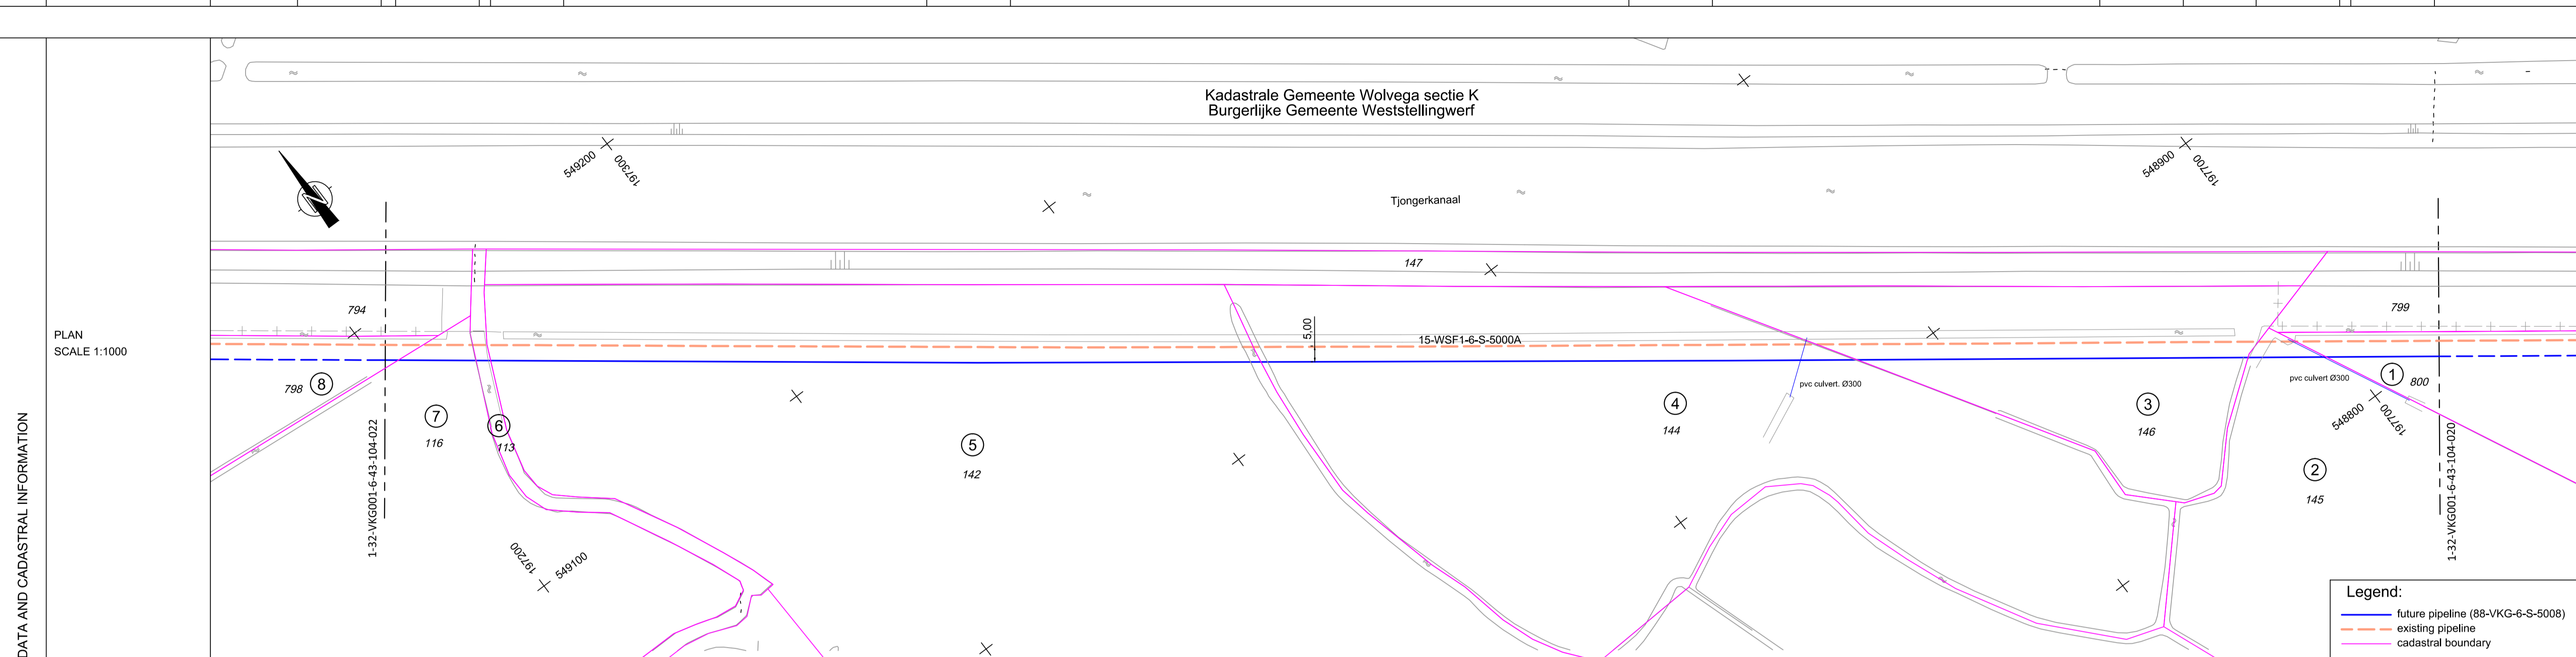 Kadastrale Gemeente Wolvega sectie K
Burgerlijke Gemeente Weststellingwerf
549200
197300
548900
197700
N
Tjongerkanaal
147
794
799
PLAN
SCALE 1:1000
5.00
15-WSF1-6-S-5000A
8
798
7
116
6
113
5
142
4
144
pvc culvert. Ø300
3
146
pvc culvert Ø300
1
800
2
145
548800
197700
1-32-VKG001-6-43-104-022
1-32-VKG001-6-43-104-020
197200
549100
DATA AND CADASTRAL INFORMATION
Legend:
future pipeline (88-VKG-6-S-5008)
existing pipeline
cadastral boundary